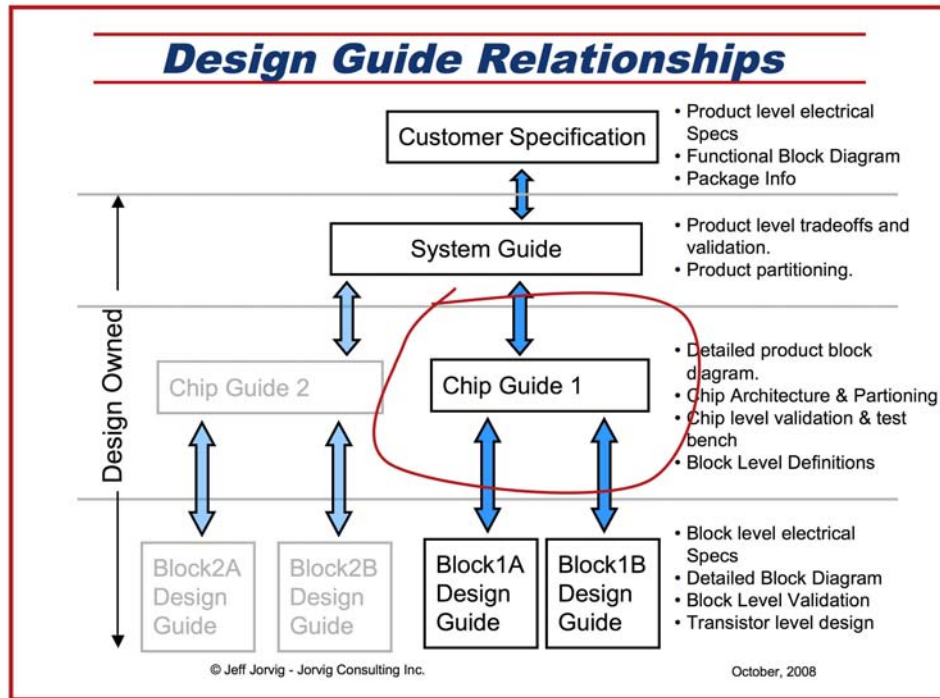 Design Guide Relationships
Customer Specification
• Product level electrical
Specs
• Functional Block Diagram
• Package Info
System Guide
• Product level tradeoffs and
validation.
• Product partitioning.
Design Owned
Chip Guide 2
Chip Guide 1
• Detailed product block
diagram.
• Chip Architecture & Partioning
• Chip level validation & test
bench
• Block Level Definitions
Block2A
Design
Guide
Block2B
Design
Guide
Block1A
Design
Guide
Block1B
Design
Guide
• Block level electrical
Specs
• Detailed Block Diagram
• Block Level Validation
• Transistor level design
© Jeff Jorvig - Jorvig Consulting Inc.
October, 2008